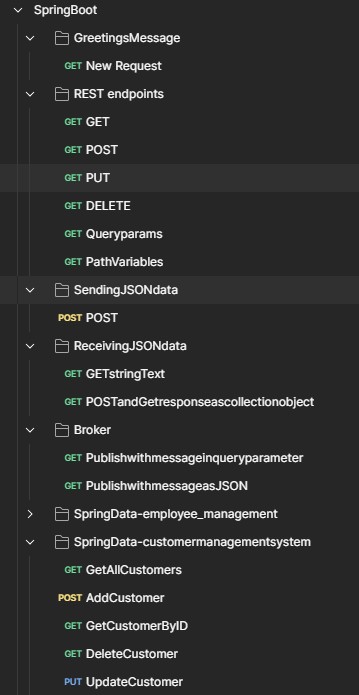 SpringBoot
GreetingsMessage
GET New Request
REST endpoints
GET GET
GET POST
GET PUT
GET DELETE
GET Queryparams
GET PathVariables
SendingJSONdata
POST POST
ReceivingJSONdata
GET GETstringText
GET POSTandGetresponseascollectionobject
Broker
GET Publishwithmessageinqueryparameter
GET PublishwithmessageasJSON
SpringData-employee_management
SpringData-customermanagementsystem
GET GetAllCustomers
POST AddCustomer
GET GetCustomerByID
GET DeleteCustomer
PUT UpdateCustomer